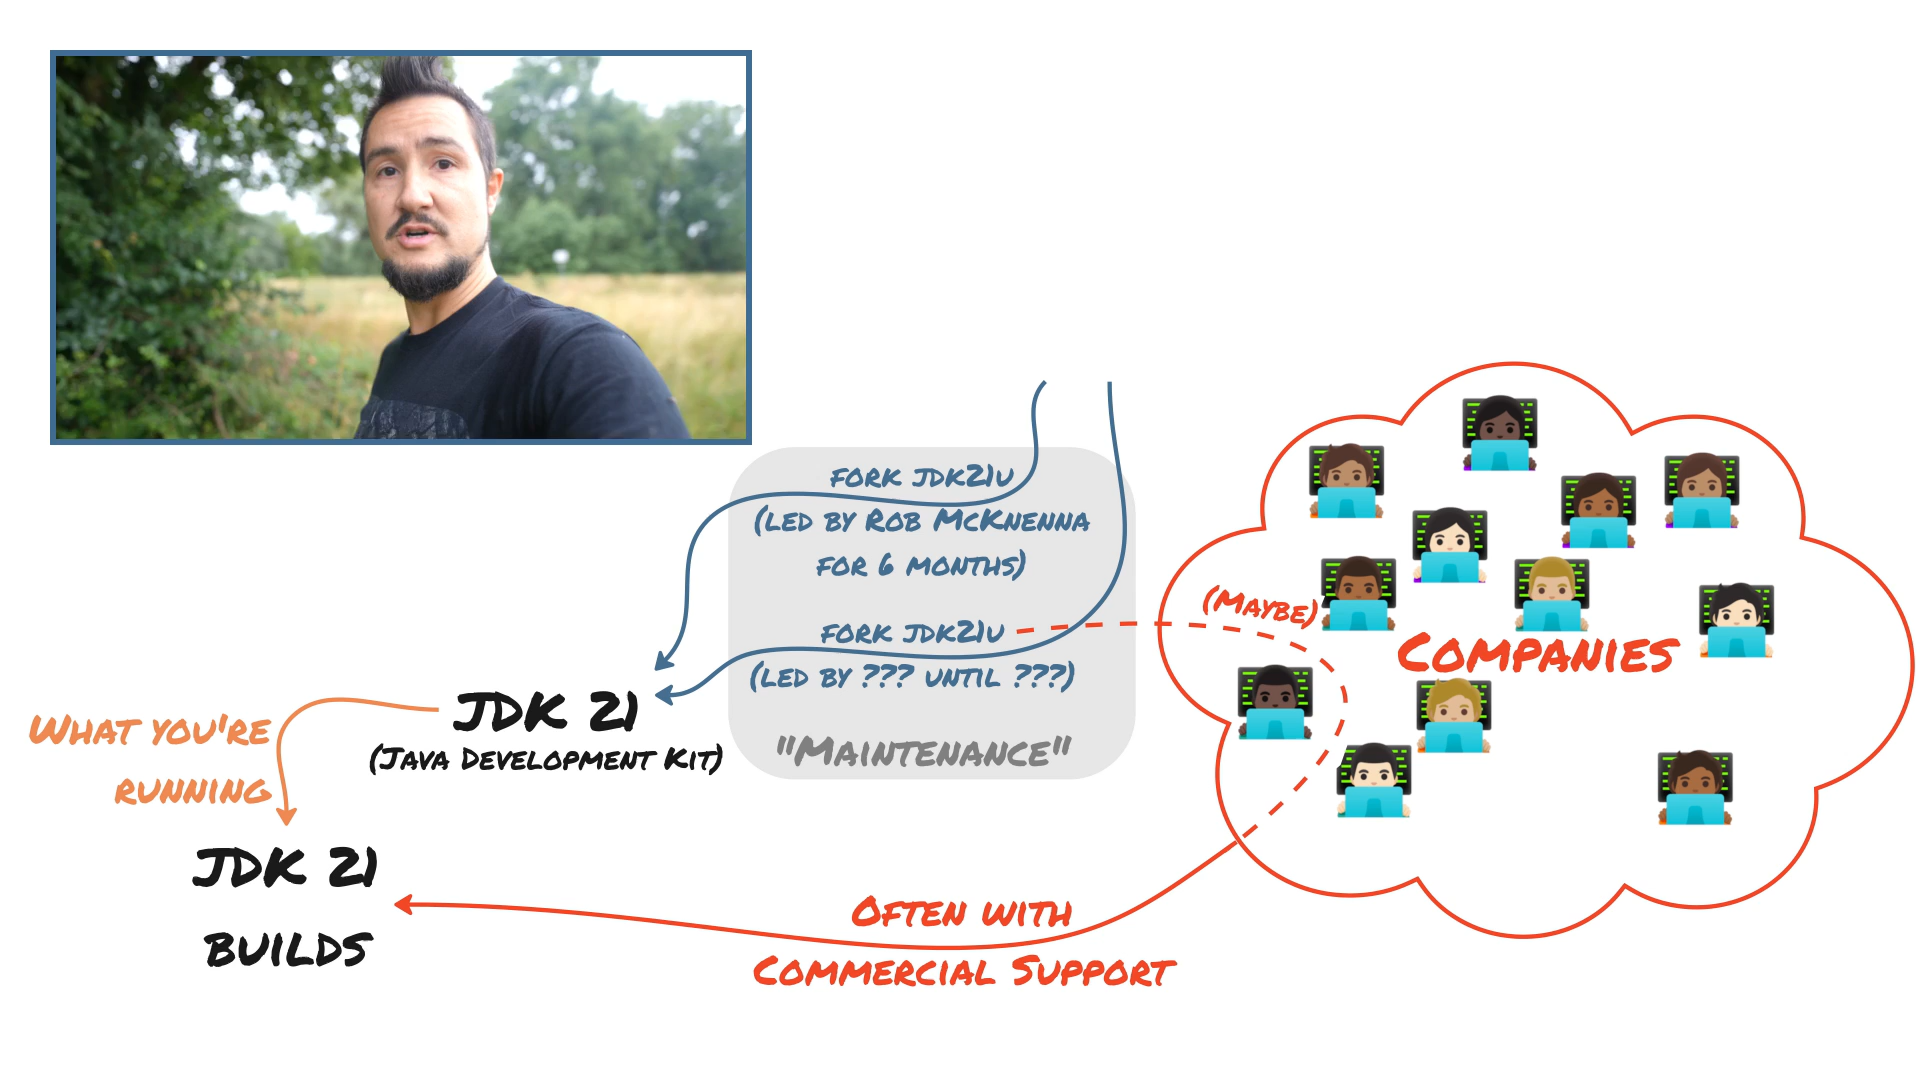 fork jdk21u
(led by Rob McKnenna
for 6 months)
fork jdk21u
(led by ??? until ???)
"Maintenance"
(Maybe)
Companies
JDK 21
(Java Development Kit)
What you're
running
JDK 21
builds
Often with
Commercial Support